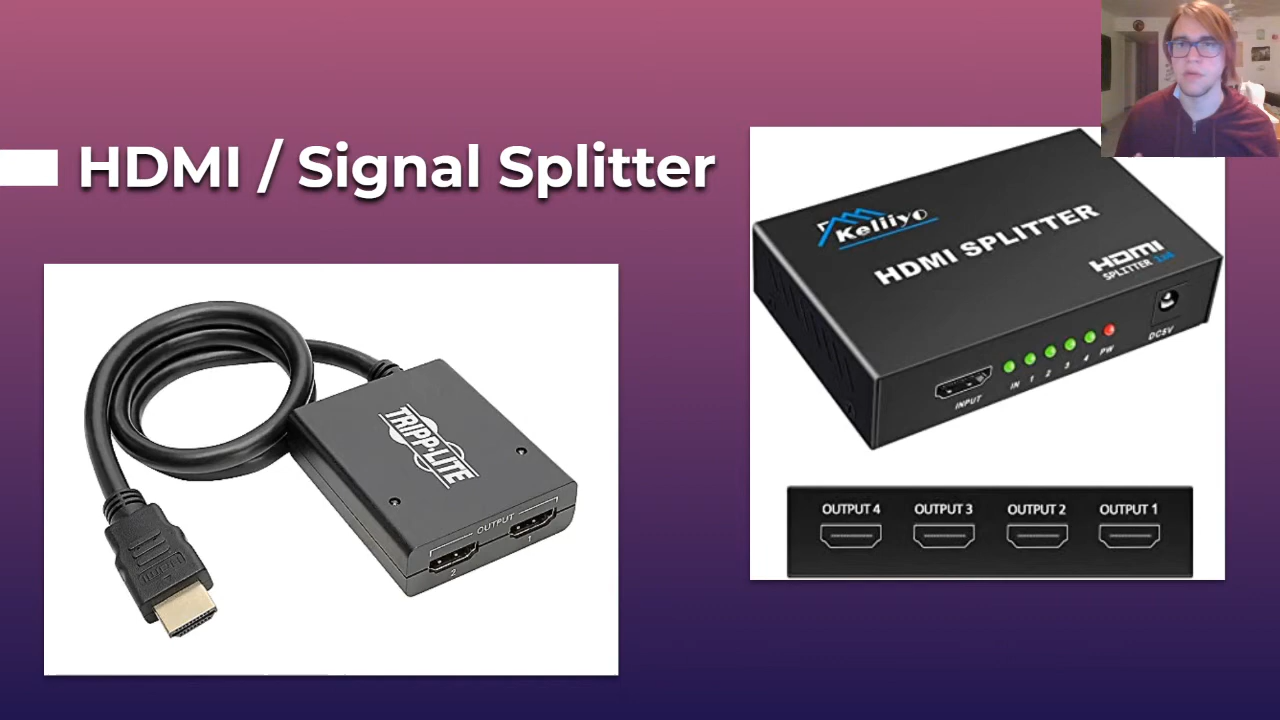 HDMI / Signal Splitter
TRIPP·LITE
OUTPUT
2
1
Keliiyo
HDMI SPLITTER
HDMI
SPLITTER 1x4
DC5V
INPUT
IN 1 2 3 4 PW
OUTPUT 4 OUTPUT 3 OUTPUT 2 OUTPUT 1